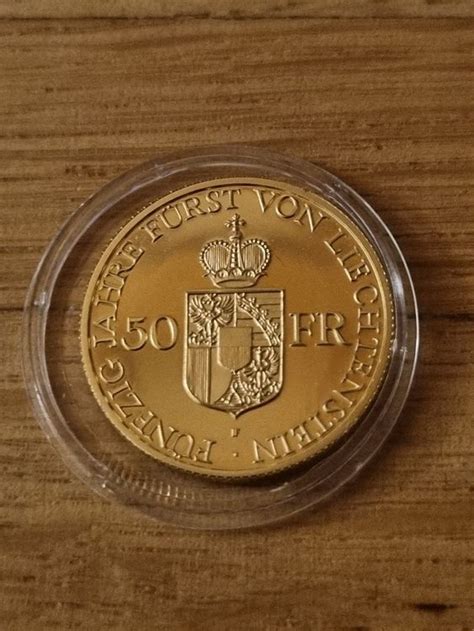 FÜNFZIG JAHRE FÜRST VON LIECHTENSTEIN
50 FR